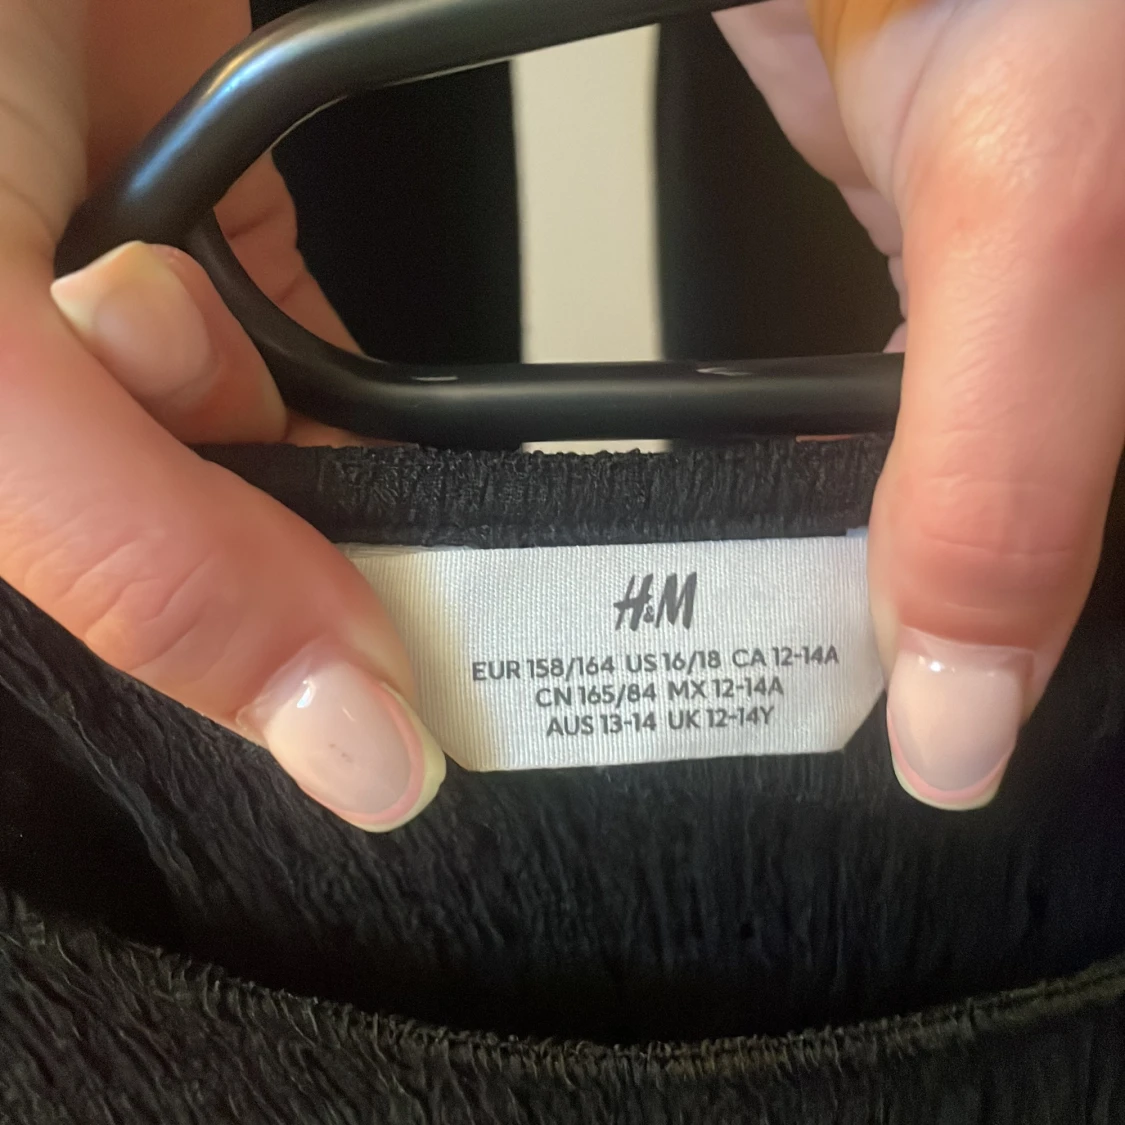 H&M
EUR 158/164 US 16/18 CA 12-14A
CN 165/84 MX 12-14A
AUS 13-14 UK 12-14Y